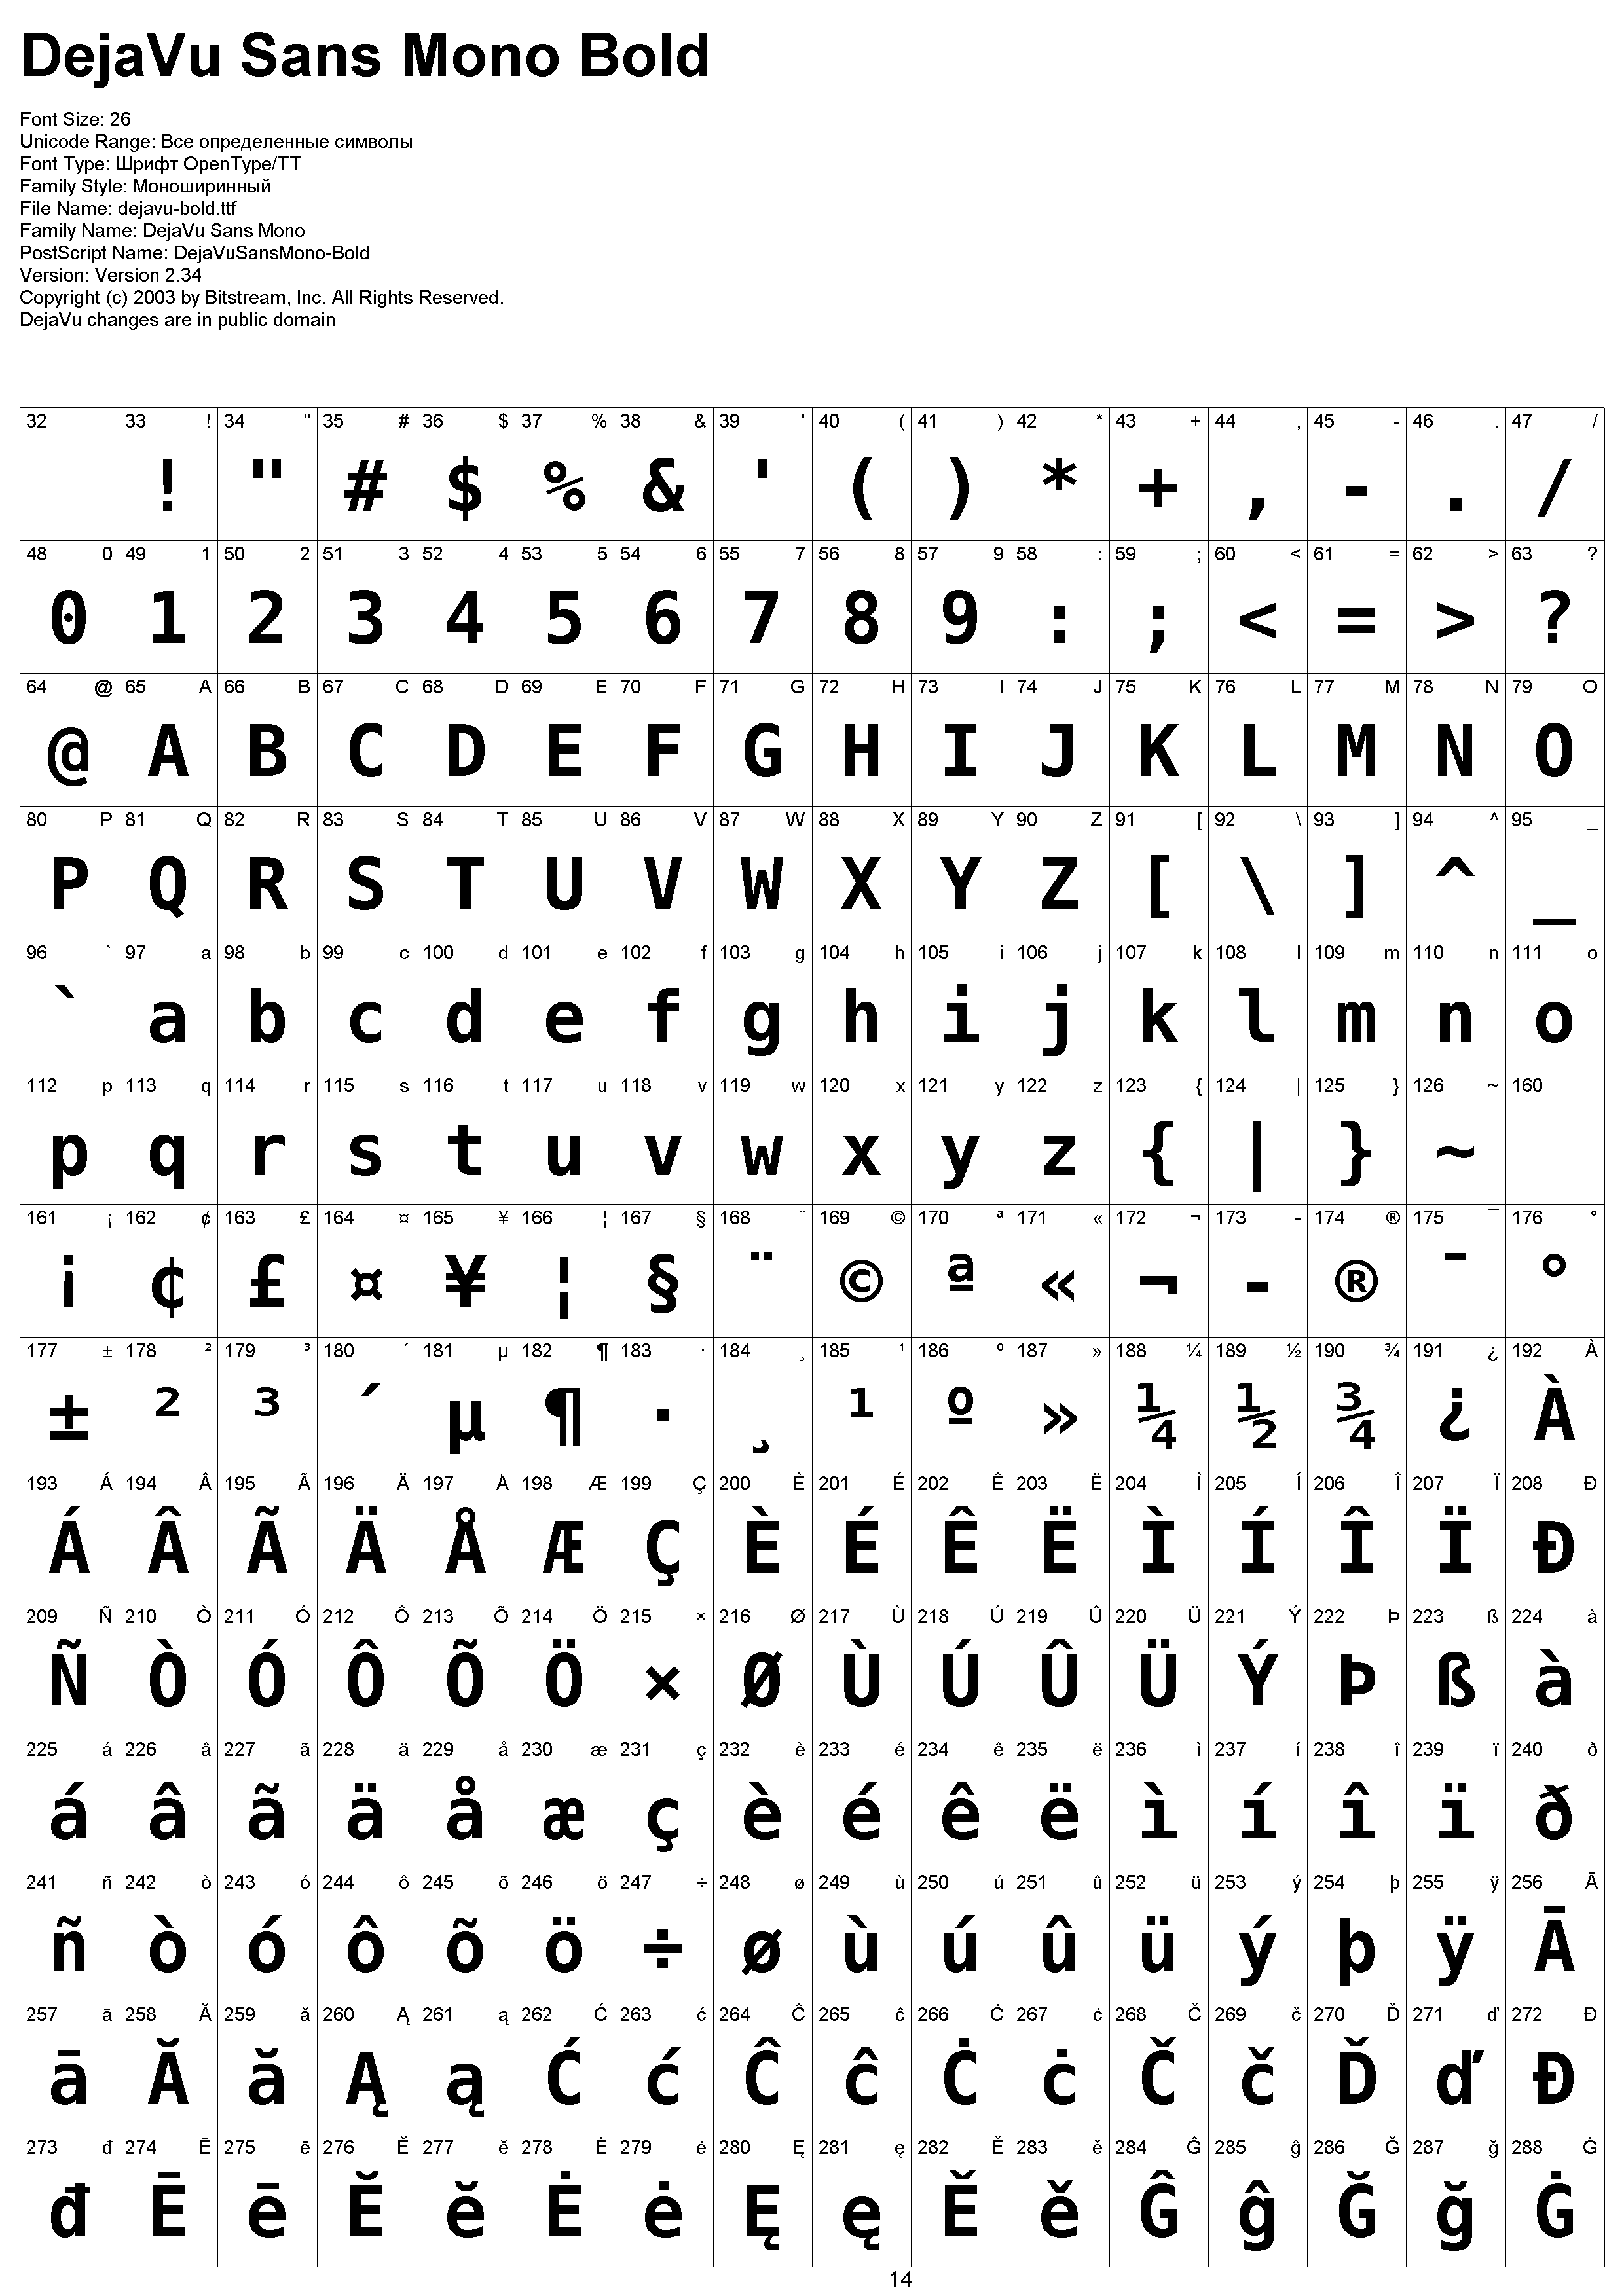 DejaVu Sans Mono Bold
Font Size: 26
Unicode Range: Все определенные символы
Font Type: Шрифт OpenType/TT
Family Style: Моноширинный
File Name: dejavu-bold.ttf
Family Name: DejaVu Sans Mono
PostScript Name: DejaVuSansMono-Bold
Version: Version 2.34
Copyright (c) 2003 by Bitstream, Inc. All Rights Reserved.
DejaVu changes are in public domain
32 33 ! 34 " 35 # 36 $ 37 % 38 & 39 ' 40 ( 41 ) 42 * 43 + 44 , 45 - 46 . 47 /
! " # $ % & ' ( ) * + , - . /
48 0 49 1 50 2 51 3 52 4 53 5 54 6 55 7 56 8 57 9 58 : 59 ; 60 < 61 = 62 > 63 ?
0 1 2 3 4 5 6 7 8 9 : ; < = > ?
64 @ 65 A 66 B 67 C 68 D 69 E 70 F 71 G 72 H 73 I 74 J 75 K 76 L 77 M 78 N 79 O
@ A B C D E F G H I J K L M N O
80 P 81 Q 82 R 83 S 84 T 85 U 86 V 87 W 88 X 89 Y 90 Z 91 [ 92 \ 93 ] 94 ^ 95 _
P Q R S T U V W X Y Z [ \ ] ^ _
96 ` 97 a 98 b 99 c 100 d 101 e 102 f 103 g 104 h 105 i 106 j 107 k 108 l 109 m 110 n 111 o
` a b c d e f g h i j k l m n o
112 p 113 q 114 r 115 s 116 t 117 u 118 v 119 w 120 x 121 y 122 z 123 { 124 | 125 } 126 ~ 160
p q r s t u v w x y z { | } ~
161 ¡ 162 ¢ 163 £ 164 ¤ 165 ¥ 166 ¦ 167 § 168 ¨ 169 © 170 ª 171 « 172 ¬ 173 - 174 ® 175 ¯ 176 °
¡ ¢ £ ¤ ¥ ¦ § ¨ © ª « ¬ - ® ¯ °
177 ± 178 ² 179 ³ 180 ´ 181 µ 182 ¶ 183 · 184 ¸ 185 ¹ 186 º 187 » 188 ¼ 189 ½ 190 ¾ 191 ¿ 192 À
± ² ³ ´ µ ¶ · ¸ ¹ º » ¼ ½ ¾ ¿ À
193 Á 194 Â 195 Ã 196 Ä 197 Å 198 Æ 199 Ç 200 È 201 É 202 Ê 203 Ë 204 Ì 205 Í 206 Î 207 Ï 208 Ð
Á Â Ã Ä Å Æ Ç È É Ê Ë Ì Í Î Ï Ð
209 Ñ 210 Ò 211 Ó 212 Ô 213 Õ 214 Ö 215 × 216 Ø 217 Ù 218 Ú 219 Û 220 Ü 221 Ý 222 Þ 223 ß 224 à
Ñ Ò Ó Ô Õ Ö × Ø Ù Ú Û Ü Ý Þ ß à
225 á 226 â 227 ã 228 ä 229 å 230 æ 231 ç 232 è 233 é 234 ê 235 ë 236 ì 237 í 238 î 239 ï 240 ð
á â ã ä å æ ç è é ê ë ì í î ï ð
241 ñ 242 ò 243 ó 244 ô 245 õ 246 ö 247 ÷ 248 ø 249 ù 250 ú 251 û 252 ü 253 ý 254 þ 255 ÿ 256 Ā
ñ ò ó ô õ ö ÷ ø ù ú û ü ý þ ÿ Ā
257 ā 258 Ă 259 ă 260 Ą 261 ą 262 Ć 263 ć 264 Ĉ 265 ĉ 266 Ċ 267 ċ 268 Č 269 č 270 Ď 271 ď 272 Đ
ā Ă ă Ą ą Ć ć Ĉ ĉ Ċ ċ Č č Ď ď Đ
273 đ 274 Ē 275 ē 276 Ĕ 277 ĕ 278 Ė 279 ė 280 Ę 281 ę 282 Ě 283 ě 284 Ĝ 285 ĝ 286 Ğ 287 ğ 288 Ġ
đ Ē ē Ĕ ĕ Ė ė Ę ę Ě ě Ĝ ĝ Ğ ğ Ġ
14